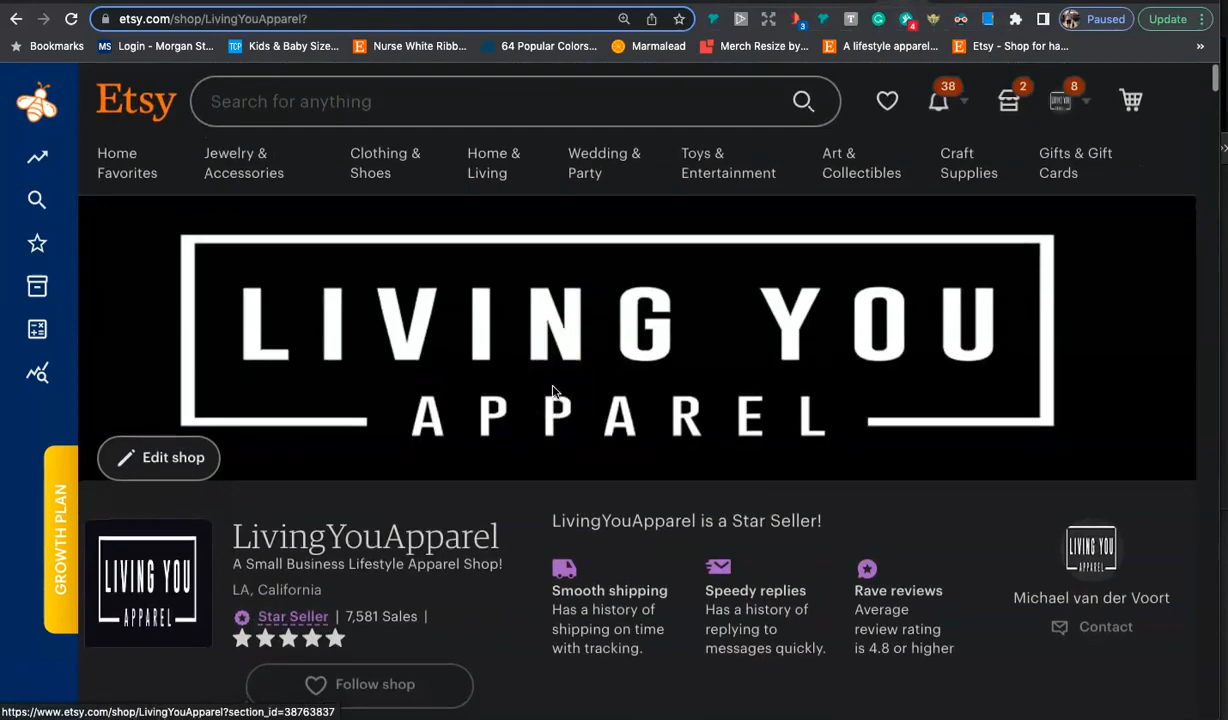 etsy.com/shop/LivingYouApparel?
3
4
Paused
Update
Bookmarks
Login - Morgan St...
Kids & Baby Size...
Nurse White Ribb...
64 Popular Colors...
Marmalead
Merch Resize by...
A lifestyle apparel...
Etsy - Shop for ha...
»
Etsy
Search for anything
38
2
8
Home Favorites
Jewelry & Accessories
Clothing & Shoes
Home & Living
Wedding & Party
Toys & Entertainment
Art & Collectibles
Craft Supplies
Gifts & Gift Cards
LIVING YOU
APPAREL
Edit shop
GROWTH PLAN
LIVING YOU
APPAREL
LivingYouApparel
A Small Business Lifestyle Apparel Shop!
LA, California
Star Seller | 7,581 Sales |
Follow shop
LivingYouApparel is a Star Seller!
Smooth shipping
Has a history of
shipping on time
with tracking.
Speedy replies
Has a history of
replying to
messages quickly.
Rave reviews
Average
review rating
is 4.8 or higher
LIVING YOU
APPAREL
Michael van der Voort
Contact
https://www.etsy.com/shop/LivingYouApparel?section_id=38763837